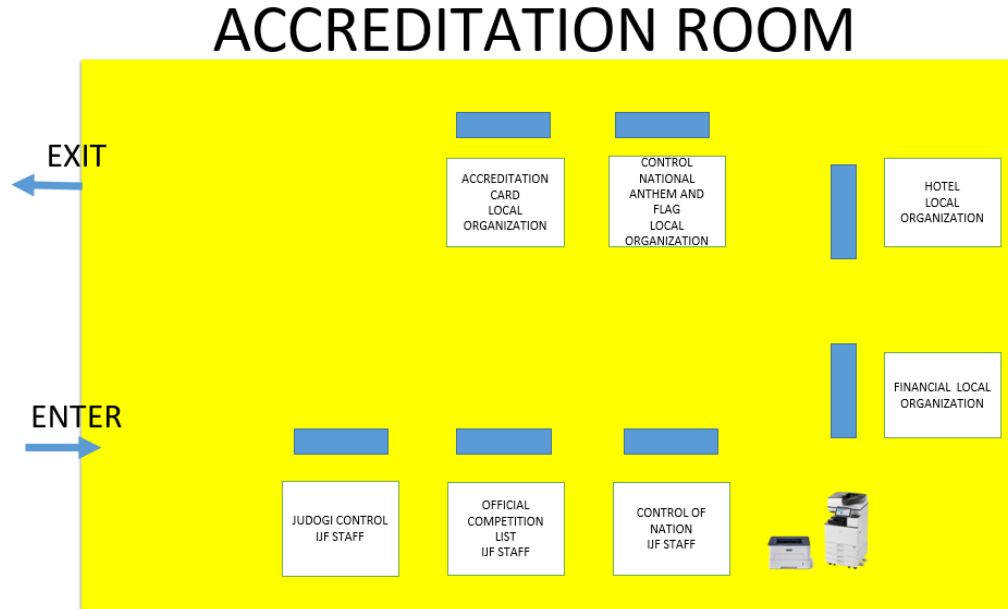 ACCREDITATION ROOM
EXIT
ACCREDITATION
CARD
LOCAL
ORGANIZATION
CONTROL
NATIONAL
ANTHEM AND
FLAG
LOCAL
ORGANIZATION
HOTEL
LOCAL
ORGANIZATION
FINANCIAL LOCAL
ORGANIZATION
ENTER
JUDOGI CONTROL
IJF STAFF
OFFICIAL
COMPETITION
LIST
IJF STAFF
CONTROL OF
NATION
IJF STAFF